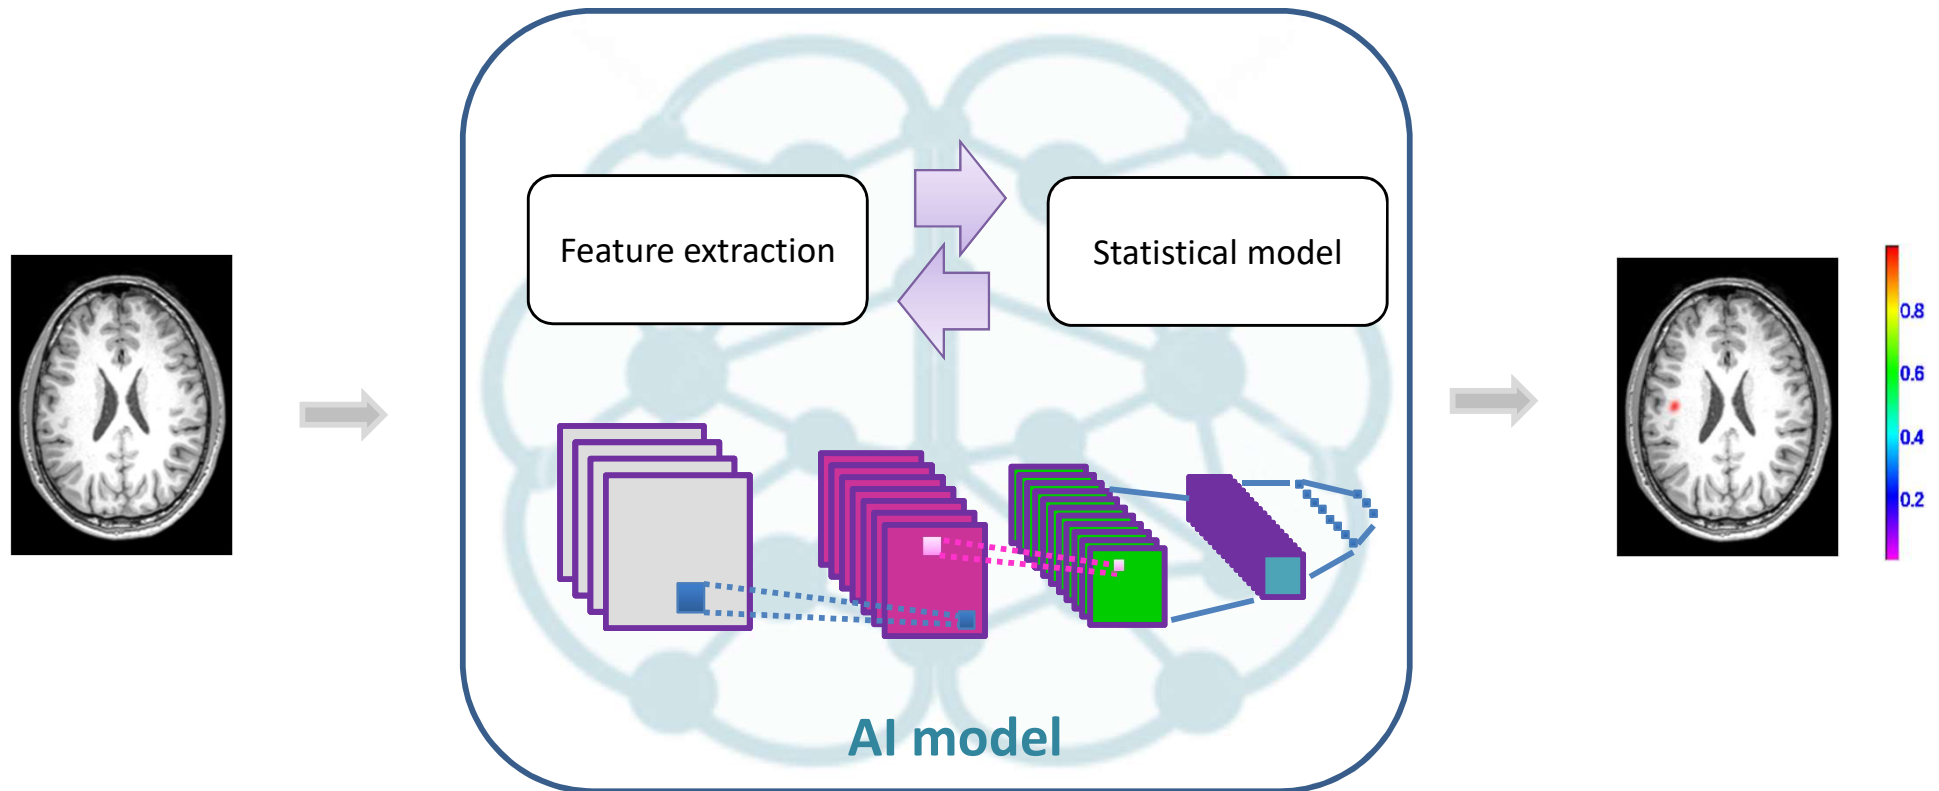 Feature extraction
Statistical model
0.8
0.6
0.4
0.2
AI model